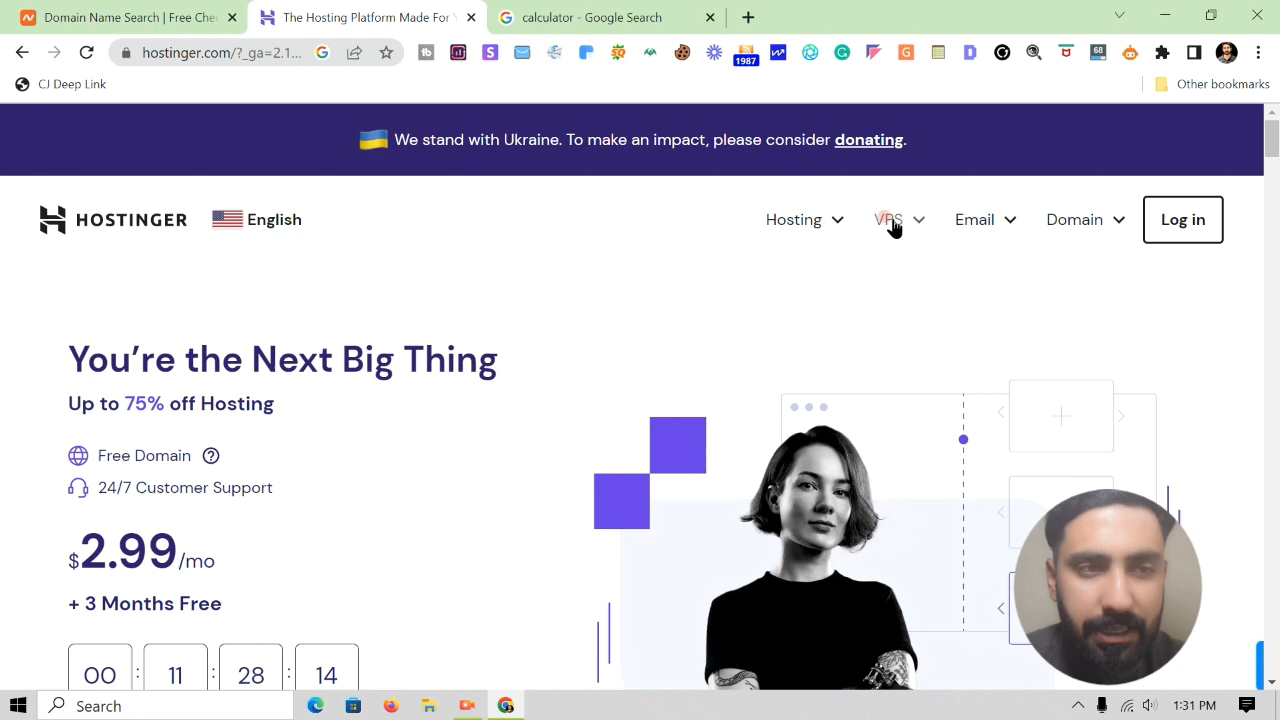 Domain Name Search | Free Chec
The Hosting Platform Made For Y
calculator - Google Search
hostinger.com/?_ga=2.1...
1987
68
CJ Deep Link
Other bookmarks
We stand with Ukraine. To make an impact, please consider donating.
HOSTINGER
English
Hosting
VPS
Email
Domain
Log in
You're the Next Big Thing
Up to 75% off Hosting
Free Domain
24/7 Customer Support
$2.99/mo
+ 3 Months Free
00 : 11 : 28 : 14
Search
1:31 PM